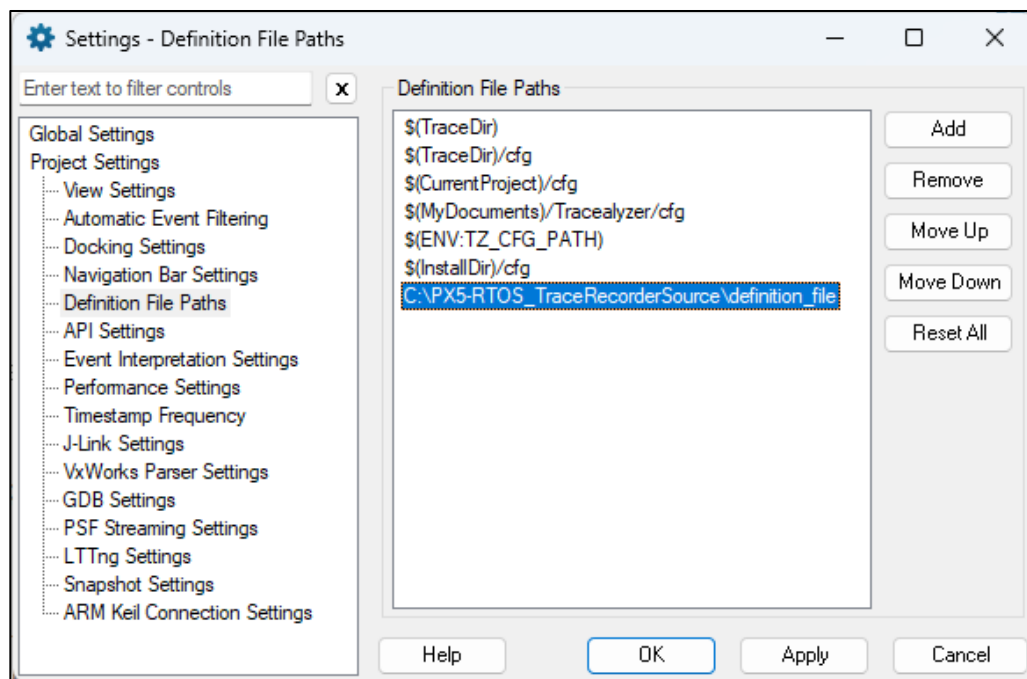 Settings - Definition File Paths
Enter text to filter controls
x
Global Settings
Project Settings
View Settings
Automatic Event Filtering
Docking Settings
Navigation Bar Settings
Definition File Paths
API Settings
Event Interpretation Settings
Performance Settings
Timestamp Frequency
J-Link Settings
VxWorks Parser Settings
GDB Settings
PSF Streaming Settings
LTTng Settings
Snapshot Settings
ARM Keil Connection Settings
Definition File Paths
$(TraceDir)
$(TraceDir)/cfg
$(CurrentProject)/cfg
$(MyDocuments)/Tracealyzer/cfg
$(ENV:TZ_CFG_PATH)
$(InstallDir)/cfg
C:\PX5-RTOS_TraceRecorderSource\definition_file
Add
Remove
Move Up
Move Down
Reset All
Help
OK
Apply
Cancel